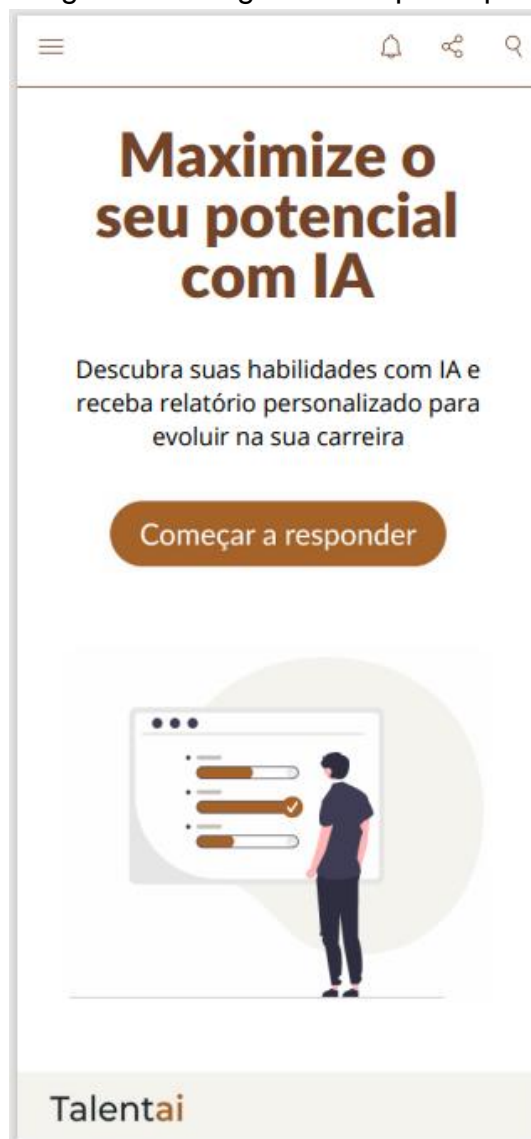 Maximize o
seu potencial
com IA
Descubra suas habilidades com IA e
receba relatório personalizado para
evoluir na sua carreira
Começar a responder
Talentai